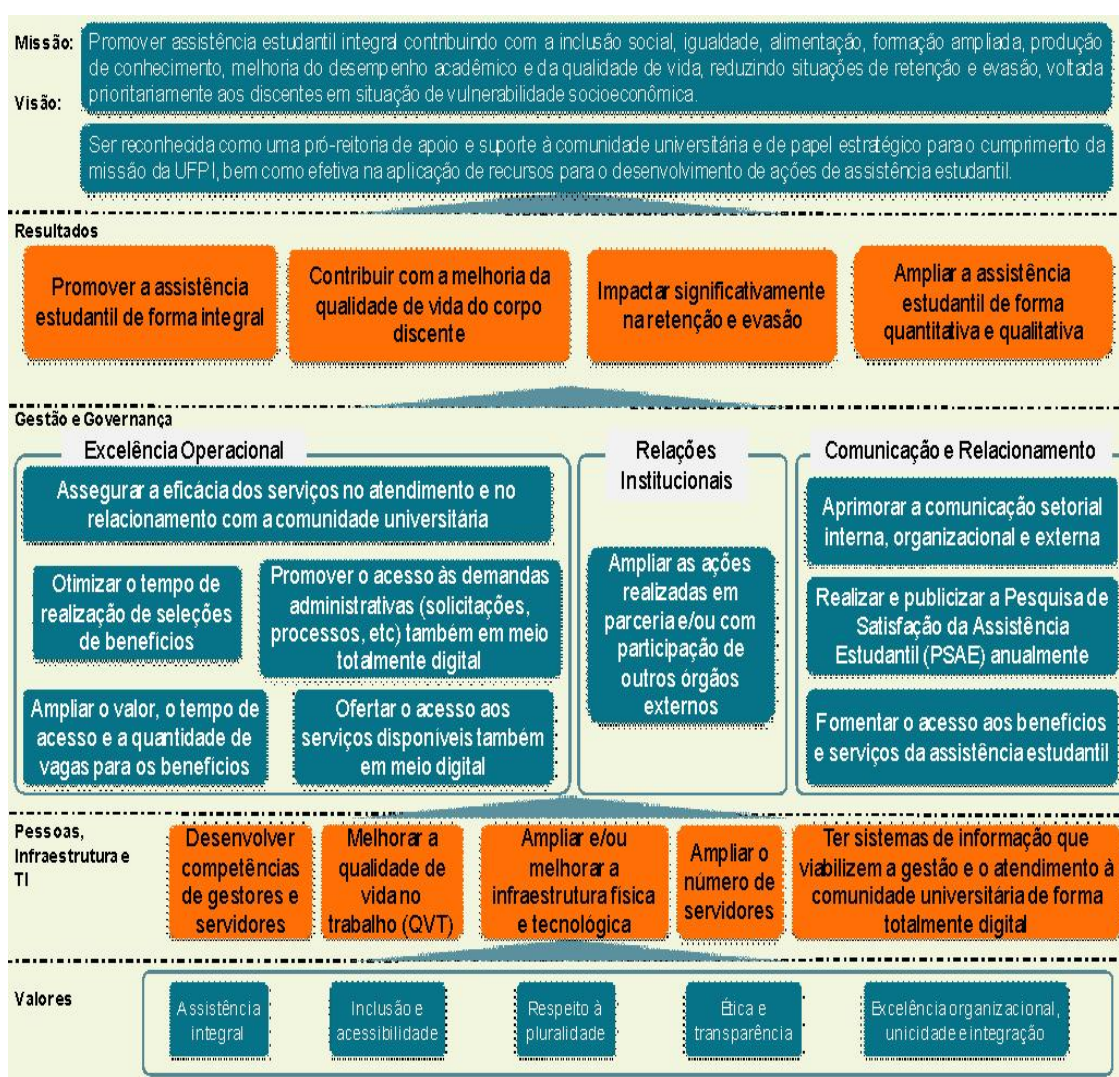 Missão:
Promover assistência estudantil integral contribuindo com a inclusão social, igualdade, alimentação, formação ampliada, produção
de conhecimento, melhoria do desempenho acadêmico e da qualidade de vida, reduzindo situações de retenção e evasão, voltada
prioritariamente aos discentes em situação de vulnerabilidade socioeconômica.
Visão:
Ser reconhecida como uma pró-reitoria de apoio e suporte à comunidade universitária e de papel estratégico para o cumprimento da
missão da UFPI, bem como efetiva na aplicação de recursos para o desenvolvimento de ações de assistência estudantil.
Resultados
Promover a assistência
estudantil de forma integral
Contribuir com a melhoria da
qualidade de vida do corpo
discente
Impactar significativamente
na retenção e evasão
Ampliar a assistência
estudantil de forma
quantitativa e qualitativa
Gestão e Governança
Excelência Operacional
Assegurar a eficácia dos serviços no atendimento e no
relacionamento com a comunidade universitária
Otimizar o tempo de
realização de seleções
de benefícios
Promover o acesso às demandas
administrativas (solicitações,
processos, etc) também em meio
totalmente digital
Ampliar o valor, o tempo de
acesso e a quantidade de
vagas para os benefícios
Ofertar o acesso aos
serviços disponíveis também
em meio digital
Relações
Institucionais
Ampliar as ações
realizadas em
parceria e/ou com
participação de
outros órgãos
externos
Comunicação e Relacionamento
Aprimorar a comunicação setorial
interna, organizacional e externa
Realizar e publicizar a Pesquisa de
Satisfação da Assistência
Estudantil (PSAE) anualmente
Fomentar o acesso aos benefícios
e serviços da assistência estudantil
Pessoas,
Infraestrutura e
TI
Desenvolver
competências
de gestores e
servidores
Melhorar a
qualidade de
vida no
trabalho (QVT)
Ampliar e/ou
melhorar a
infraestrutura física
e tecnológica
Ampliar o
número de
servidores
Ter sistemas de informação que
viabilizem a gestão e o atendimento à
comunidade universitária de forma
totalmente digital
Valores
Assistência
integral
Inclusão e
acessibilidade
Respeito à
pluralidade
Ética e
transparência
Excelência organizacional,
unicidade e integração